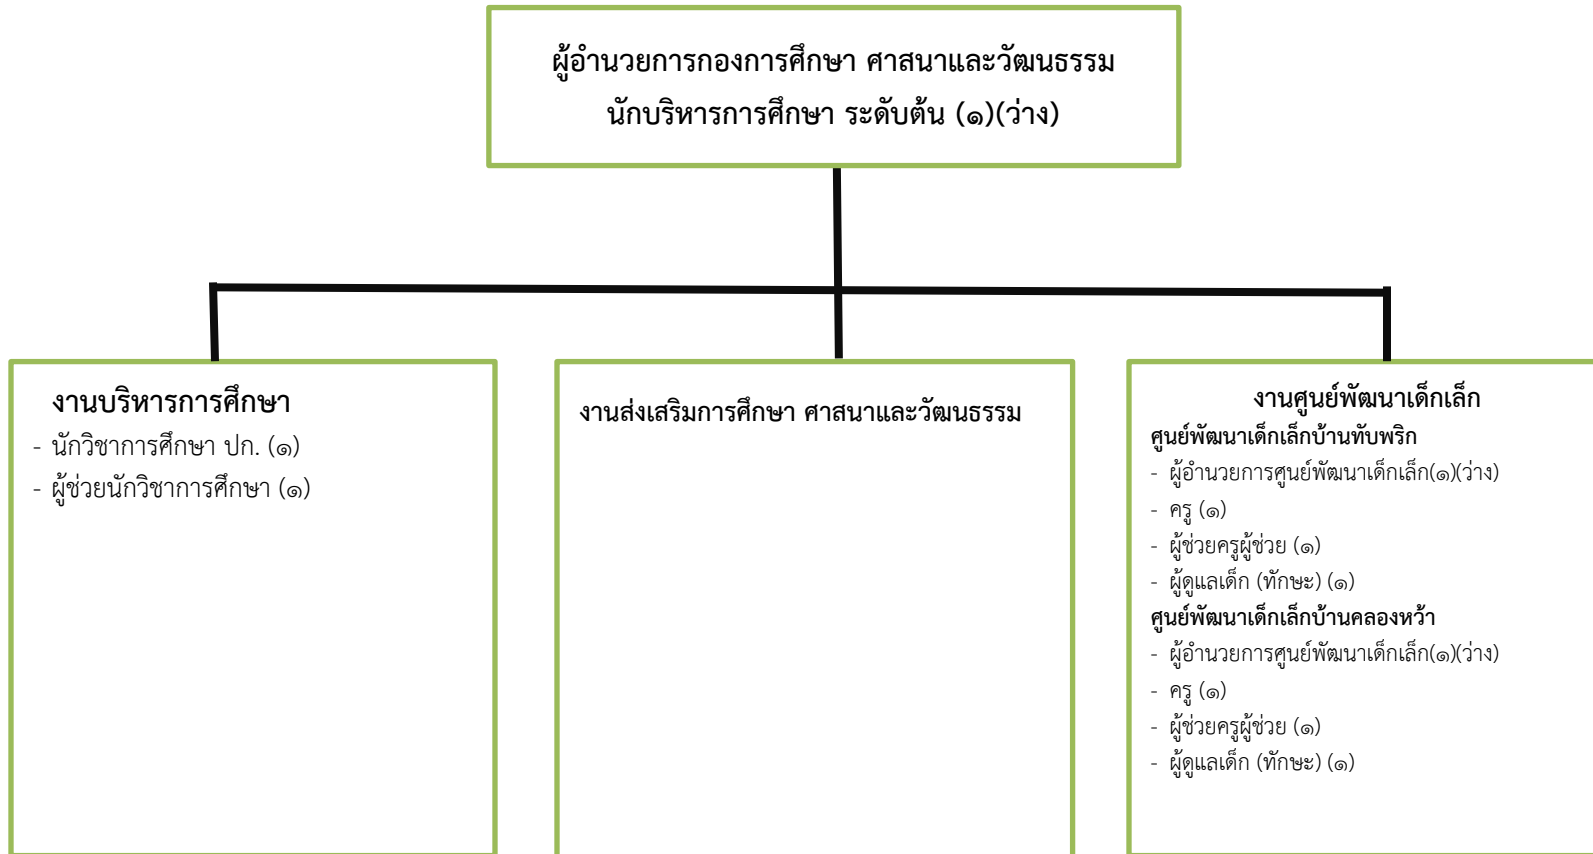 ผู้อำนวยการกองการศึกษา ศาสนาและวัฒนธรรม
นักบริหารการศึกษา ระดับต้น (๑)(ว่าง)
งานบริหารการศึกษา
- นักวิชาการศึกษา ปก. (๑)
- ผู้ช่วยนักวิชาการศึกษา (๑)
งานส่งเสริมการศึกษา ศาสนาและวัฒนธรรม
งานศูนย์พัฒนาเด็กเล็ก
ศูนย์พัฒนาเด็กเล็กบ้านทับพริก
- ผู้อำนวยการศูนย์พัฒนาเด็กเล็ก(๑)(ว่าง)
- ครู (๑)
- ผู้ช่วยครูผู้ช่วย (๑)
- ผู้ดูแลเด็ก (ทักษะ) (๑)
ศูนย์พัฒนาเด็กเล็กบ้านคลองหว้า
- ผู้อำนวยการศูนย์พัฒนาเด็กเล็ก(๑)(ว่าง)
- ครู (๑)
- ผู้ช่วยครูผู้ช่วย (๑)
- ผู้ดูแลเด็ก (ทักษะ) (๑)